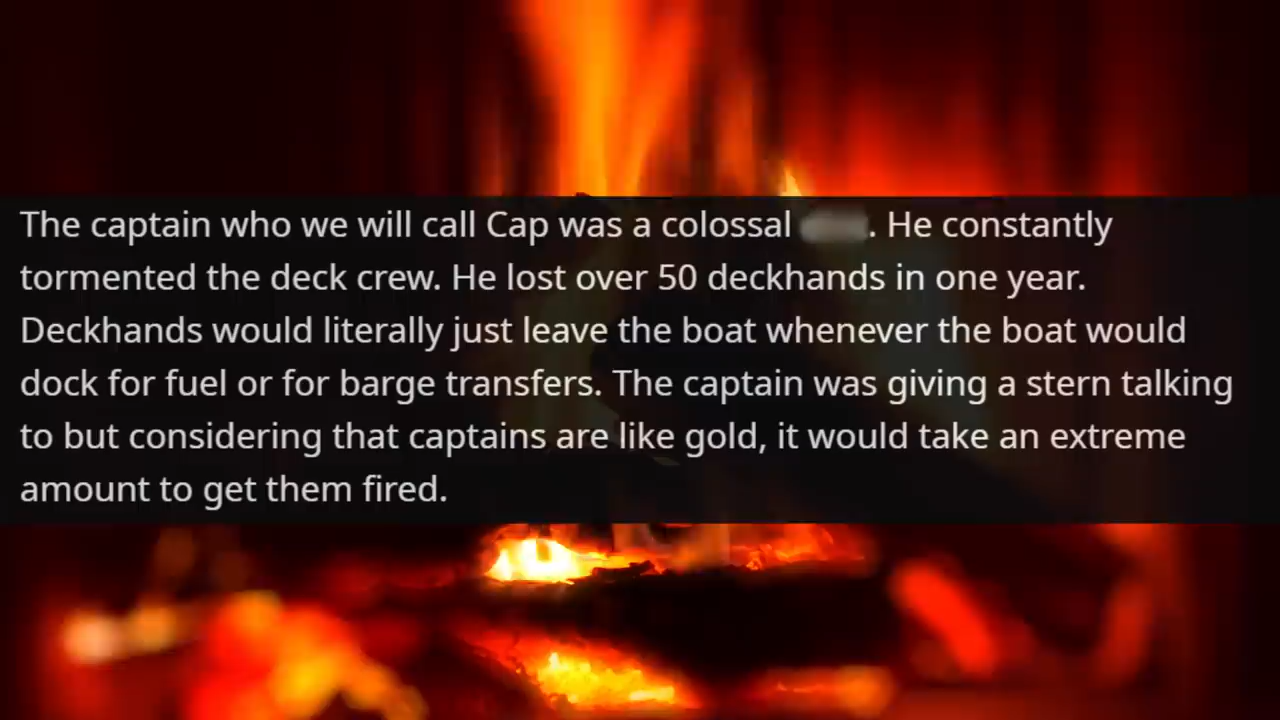 The captain who we will call Cap was a colossal . He constantly
tormented the deck crew. He lost over 50 deckhands in one year.
Deckhands would literally just leave the boat whenever the boat would
dock for fuel or for barge transfers. The captain was giving a stern talking
to but considering that captains are like gold, it would take an extreme
amount to get them fired.